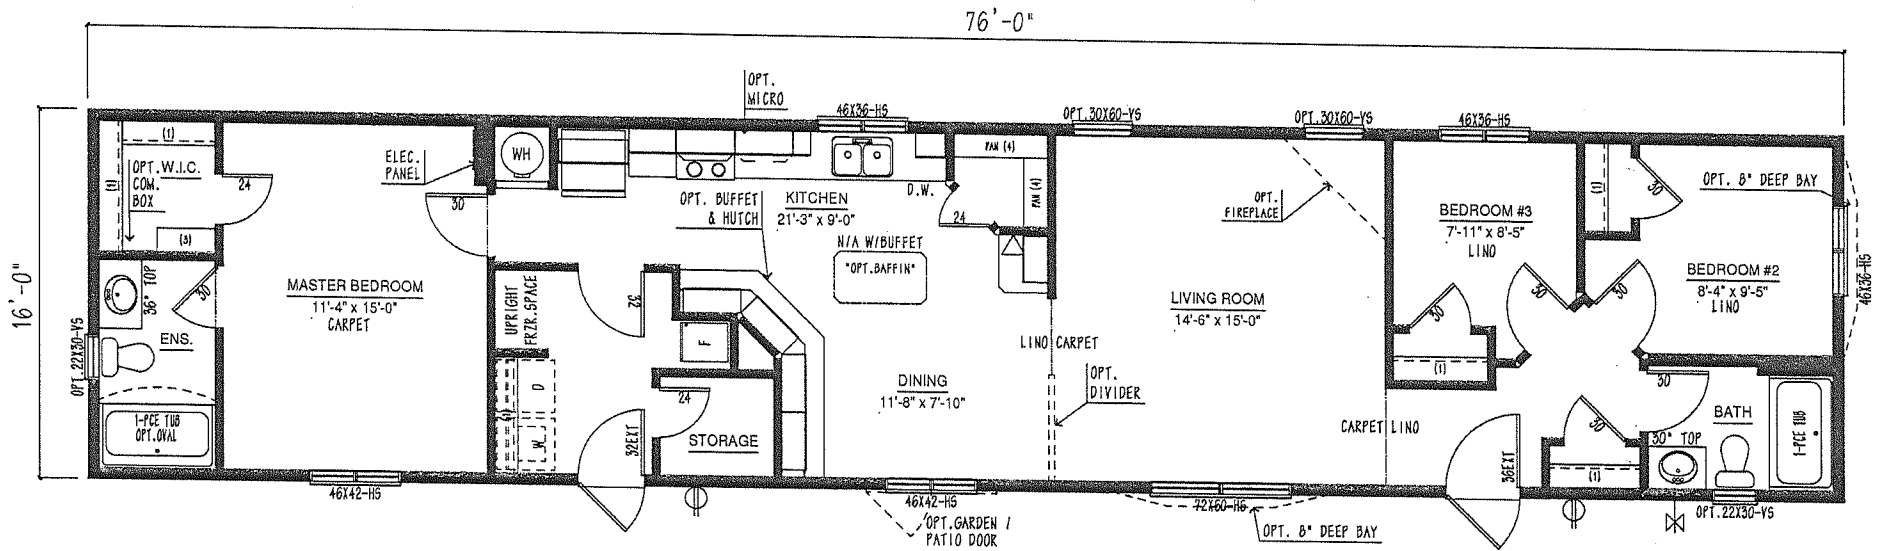 76'-0"
16'-0"
OPT.
MICRO
46X36-HS
OPT.30X60-VS
OPT.30X60-VS
46X36-HS
(1)
(1)
OPT.
COM.
BOX
W.I.C.
24
(3)
ELEC.
PANEL
30
WH
OPT. BUFFET
& HUTCH
KITCHEN
21'-3" x 9'-0"
D.W.
PAN (4)
PAN (4)
24
N/A W/BUFFET
"OPT.BAFFIN"
OPT.
FIREPLACE
BEDROOM #3
7'-11" x 8'-5"
LINO
(1)
30
OPT. 8" DEEP BAY
BEDROOM #2
8'-4" x 9'-5"
LINO
46X36-HS
36" TOP
30
ENS.
OPT.22X30-VS
1-PCE TUB
OPT.OVAL
MASTER BEDROOM
11'-4" x 15'-0"
CARPET
46X42-HS
UPRIGHT
FRZR.SPACE
32
F
D
W
(1)
32EXT
24
STORAGE
DINING
11'-8" x 7'-10"
LINO CARPET
OPT.
DIVIDER
LIVING ROOM
14'-6" x 15'-0"
30
30
30
(1)
CARPET LINO
36EXT
30
(1)
30
BATH
30" TOP
1-PCE TUB
46X42-HS
OPT.GARDEN /
PATIO DOOR
72X60-HS
OPT. 8" DEEP BAY
OPT.22X30-VS